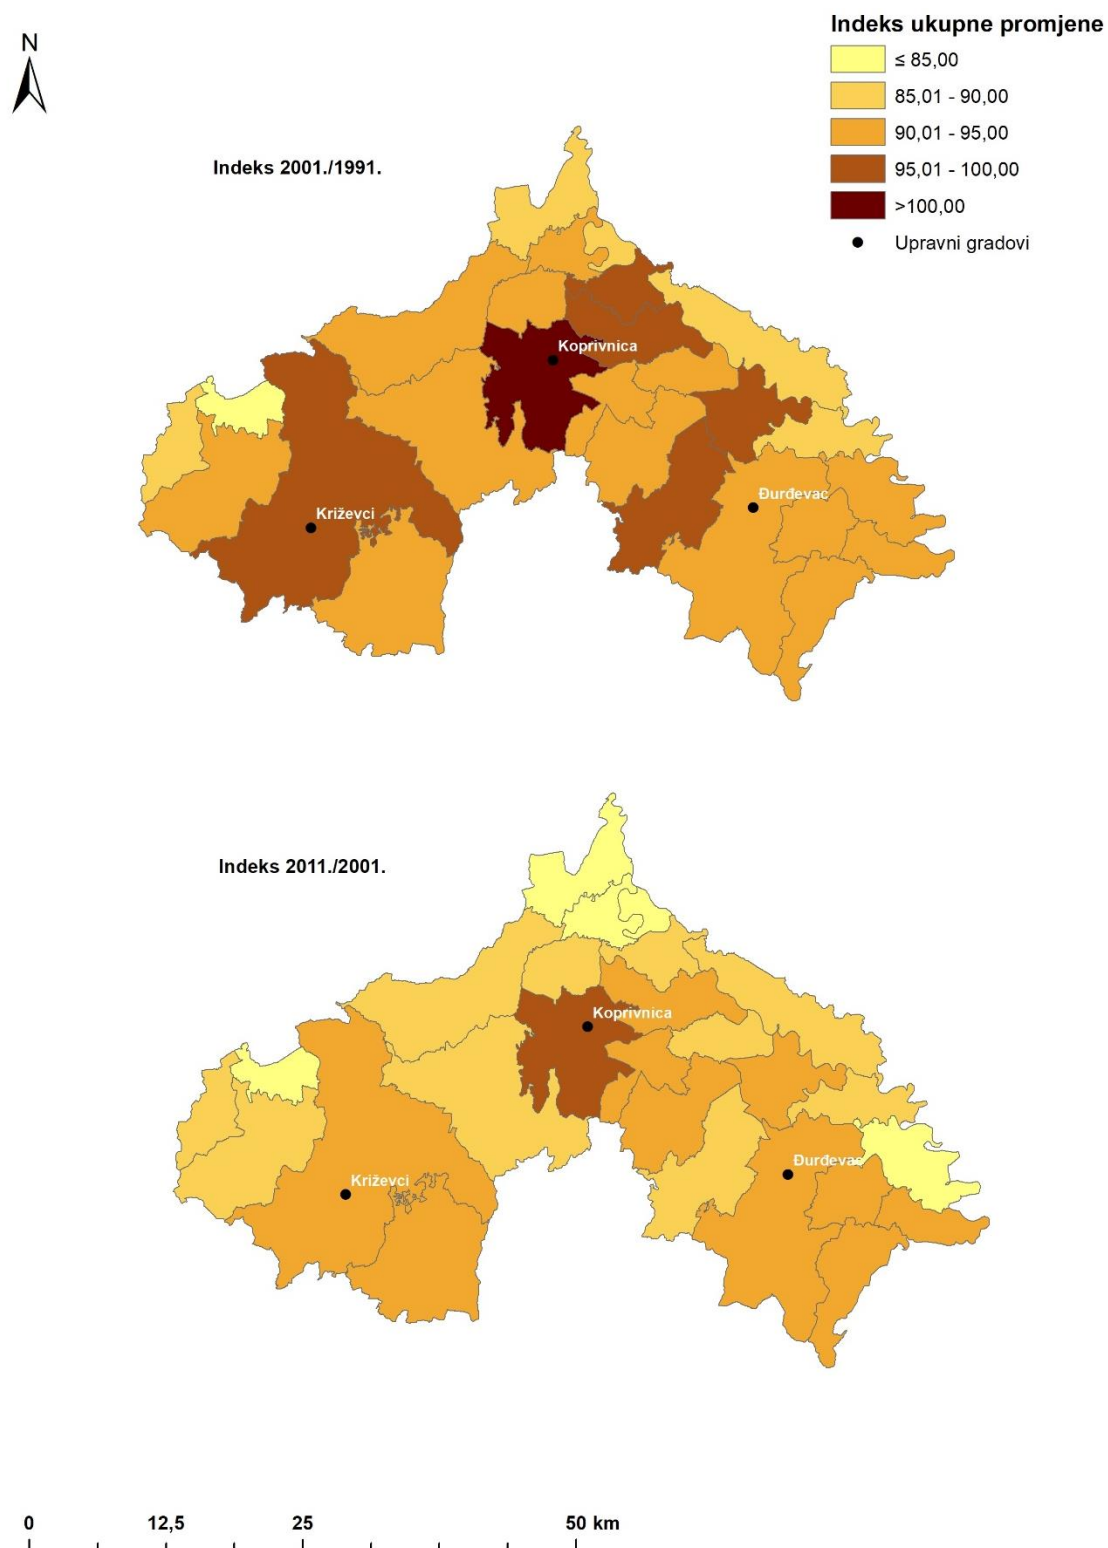 Indeks ukupne promjene
N
≤ 85,00
85,01 - 90,00
90,01 - 95,00
95,01 - 100,00
>100,00
Upravni gradovi
Indeks 2001./1991.
Koprivnica
Đurđevac
Križevci
Indeks 2011./2001.
Koprivnica
Đurđevac
Križevci
0 12,5 25 50 km